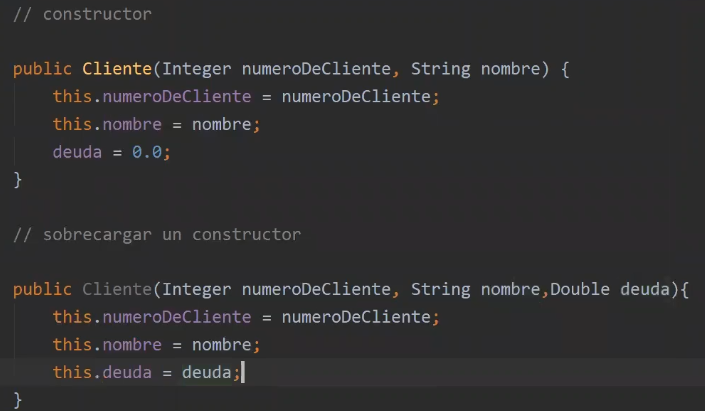 // constructor
public Cliente(Integer numeroDeCliente, String nombre) {
this.numeroDeCliente = numeroDeCliente;
this.nombre = nombre;
deuda = 0.0;
}
// sobrecargar un constructor
public Cliente(Integer numeroDeCliente, String nombre,Double deuda){
this.numeroDeCliente = numeroDeCliente;
this.nombre = nombre;
this.deuda = deuda;
}